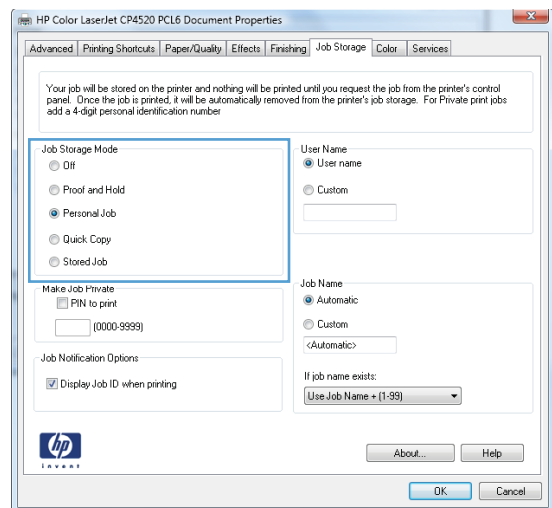 HP Color LaserJet CP4520 PCL6 Document Properties
Advanced Printing Shortcuts Paper/Quality Effects Finishing Job Storage Color Services
Your job will be stored on the printer and nothing will be printed until you request the job from the printer's control
panel. Once the job is printed, it will be automatically removed from the printer's job storage. For Private print jobs
add a 4-digit personal identification number
Job Storage Mode
Off
Proof and Hold
Personal Job
Quick Copy
Stored Job
User Name
User name
Custom
Make Job Private
PIN to print
(0000-9999)
Job Name
Automatic
Custom
<Automatic>
If job name exists:
Use Job Name + (1-99)
Job Notification Options
Display Job ID when printing
hp
invent
About... Help
OK Cancel